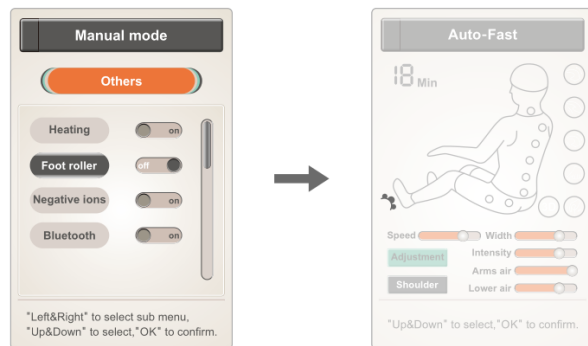 Manual mode
Others
Heating on
Foot roller off
Negative ions on
Bluetooth on
"Left&Right" to select sub menu,
"Up&Down" to select,"OK" to confirm.
Auto-Fast
18 Min
Speed Width
Adjustment Intensity
Arms air
Shoulder Lower air
"Up&Down" to select,"OK" to confirm.